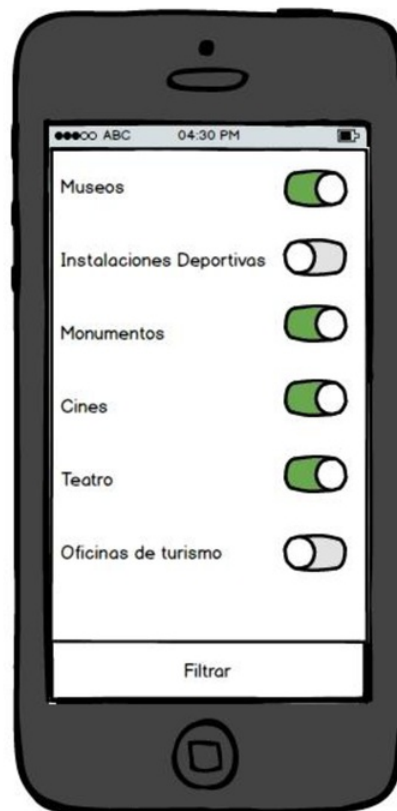 ABC 04:30 PM
Museos
Instalaciones Deportivas
Monumentos
Cines
Teatro
Oficinas de turismo
Filtrar